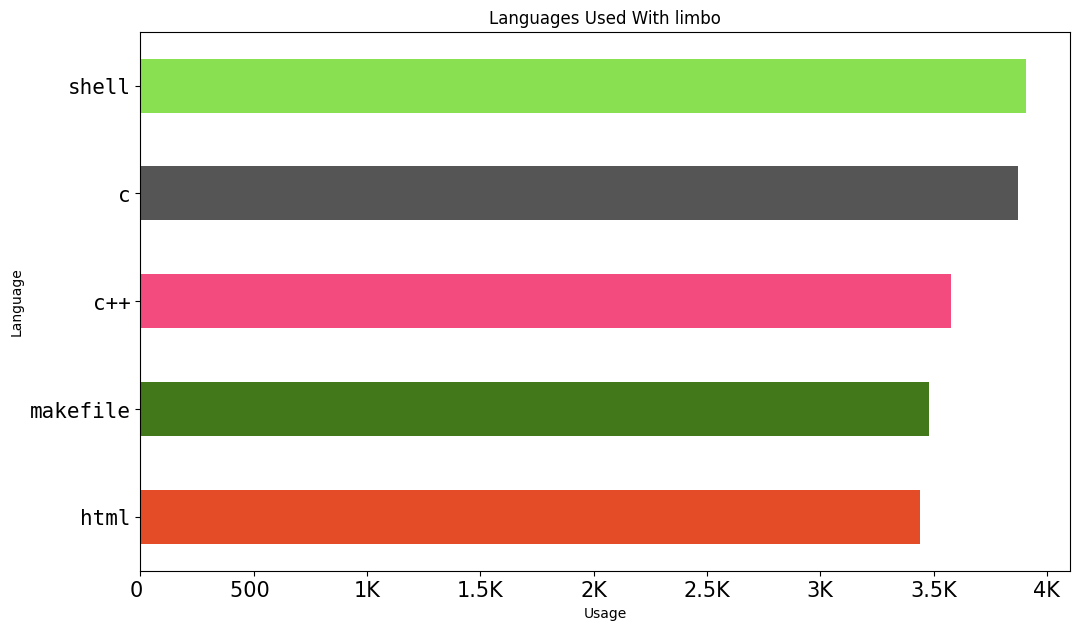 Languages Used With limbo
shell
c
c++
makefile
html
Language
0 500 1K 1.5K 2K 2.5K 3K 3.5K 4K
Usage